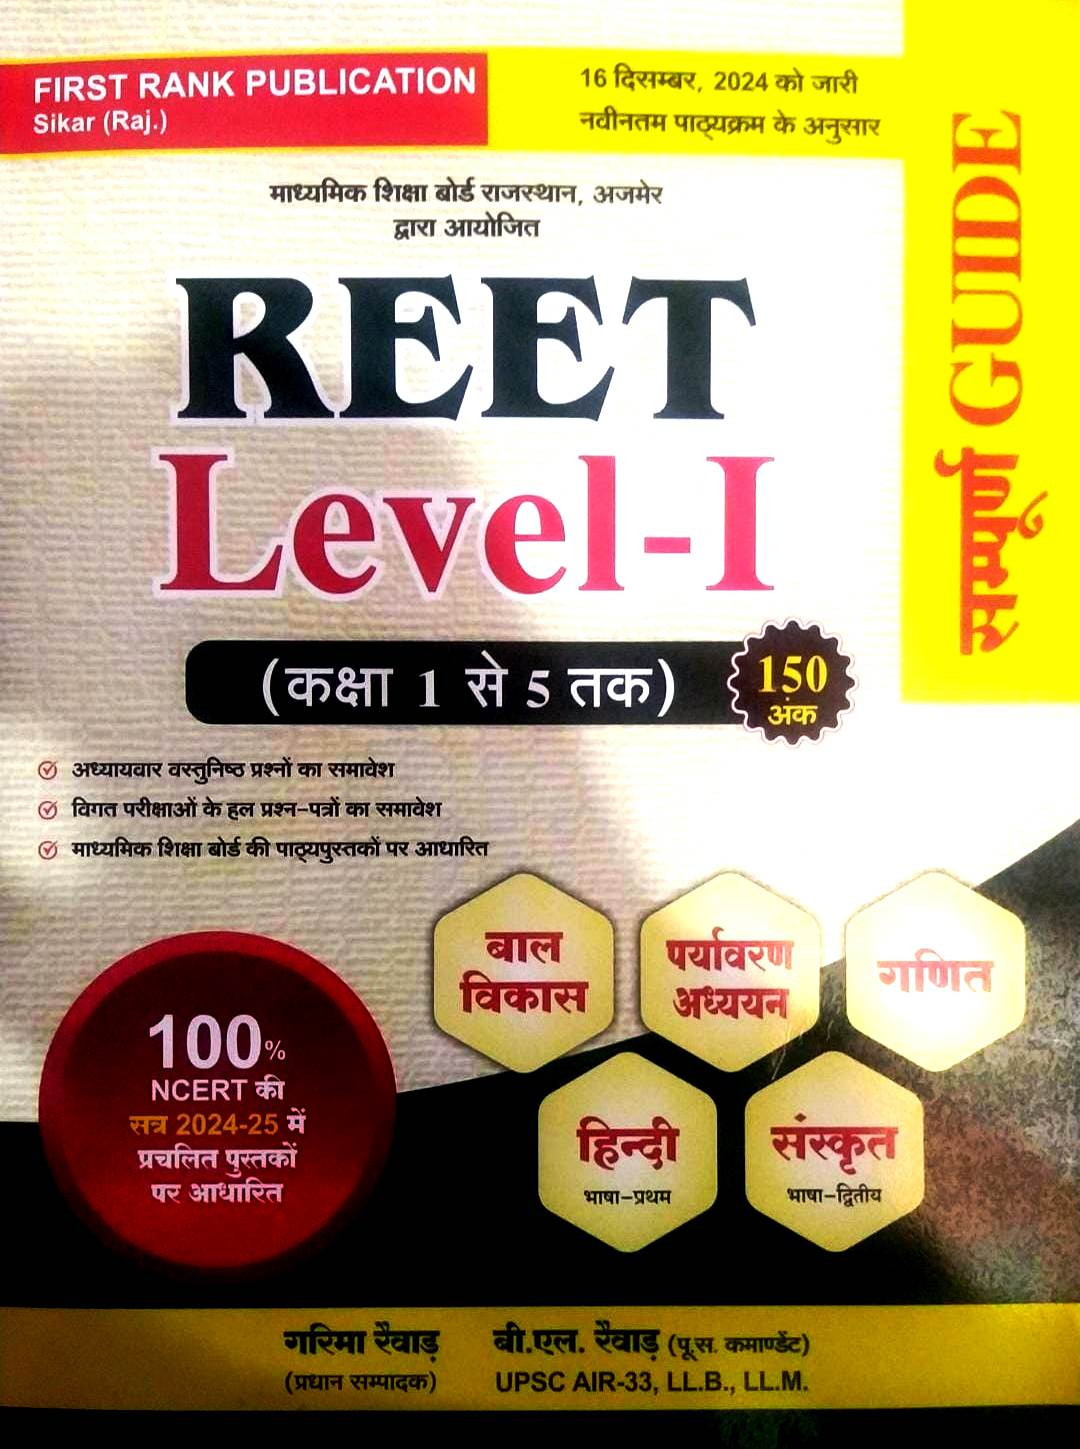 FIRST RANK PUBLICATION
Sikar (Raj.)
16 दिसम्बर, 2024 को जारी
नवीनतम पाठ्यक्रम के अनुसार
सम्पूर्ण GUIDE
माध्यमिक शिक्षा बोर्ड राजस्थान, अजमेर
द्वारा आयोजित
REET
Level-I
(कक्षा 1 से 5 तक)
150
अंक
अध्यायवार वस्तुनिष्ठ प्रश्नों का समावेश
विगत परीक्षाओं के हल प्रश्न-पत्रों का समावेश
माध्यमिक शिक्षा बोर्ड की पाठ्यपुस्तकों पर आधारित
बाल
विकास
पर्यावरण
अध्ययन
गणित
100%
NCERT की
सत्र 2024-25 में
प्रचलित पुस्तकों
पर आधारित
हिन्दी
भाषा-प्रथम
संस्कृत
भाषा-द्वितीय
गरिमा रैवाड़
(प्रधान सम्पादक)
बी.एल. रैवाड़ (पू.स. कमाण्डेंट)
UPSC AIR-33, LL.B., LL.M.